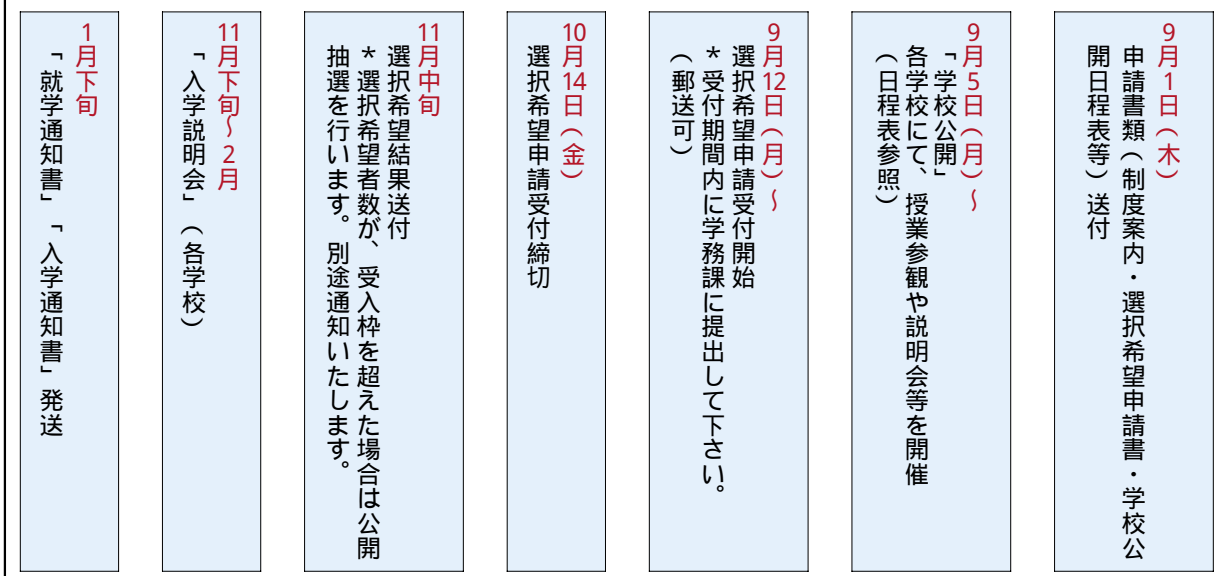 9月1日（木）
申請書類（制度案内・選択希望申請書・学校公
開日程表等）送付
9月5日（月）～
「学校公開」
各学校にて、授業参観や説明会等を開催
（日程表参照）
9月12日（月）～
選択希望申請受付開始
＊受付期間内に学務課に提出して下さい。
（郵送可）
10月14日（金）
選択希望申請受付締切
11月中旬
選択希望結果送付
＊選択希望者数が、受入枠を超えた場合は公開
抽選を行います。別途通知いたします。
11月下旬～2月
「入学説明会」（各学校）
1月下旬
「就学通知書」「入学通知書」発送